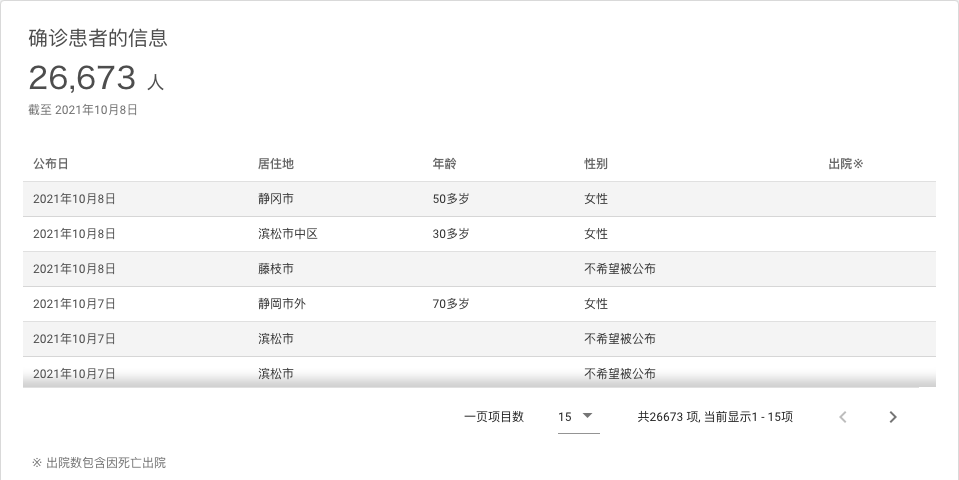 确诊患者的信息
26,673 人
截至 2021年10月8日
公布日 居住地 年龄 性别 出院※
2021年10月8日 静冈市 50多岁 女性
2021年10月8日 滨松市中区 30多岁 女性
2021年10月8日 藤枝市 不希望被公布
2021年10月7日 静岡市外 70多岁 女性
2021年10月7日 滨松市 不希望被公布
2021年10月7日 滨松市 不希望被公布
一页项目数 15 共26673 项, 当前显示1 - 15项
※ 出院数包含因死亡出院